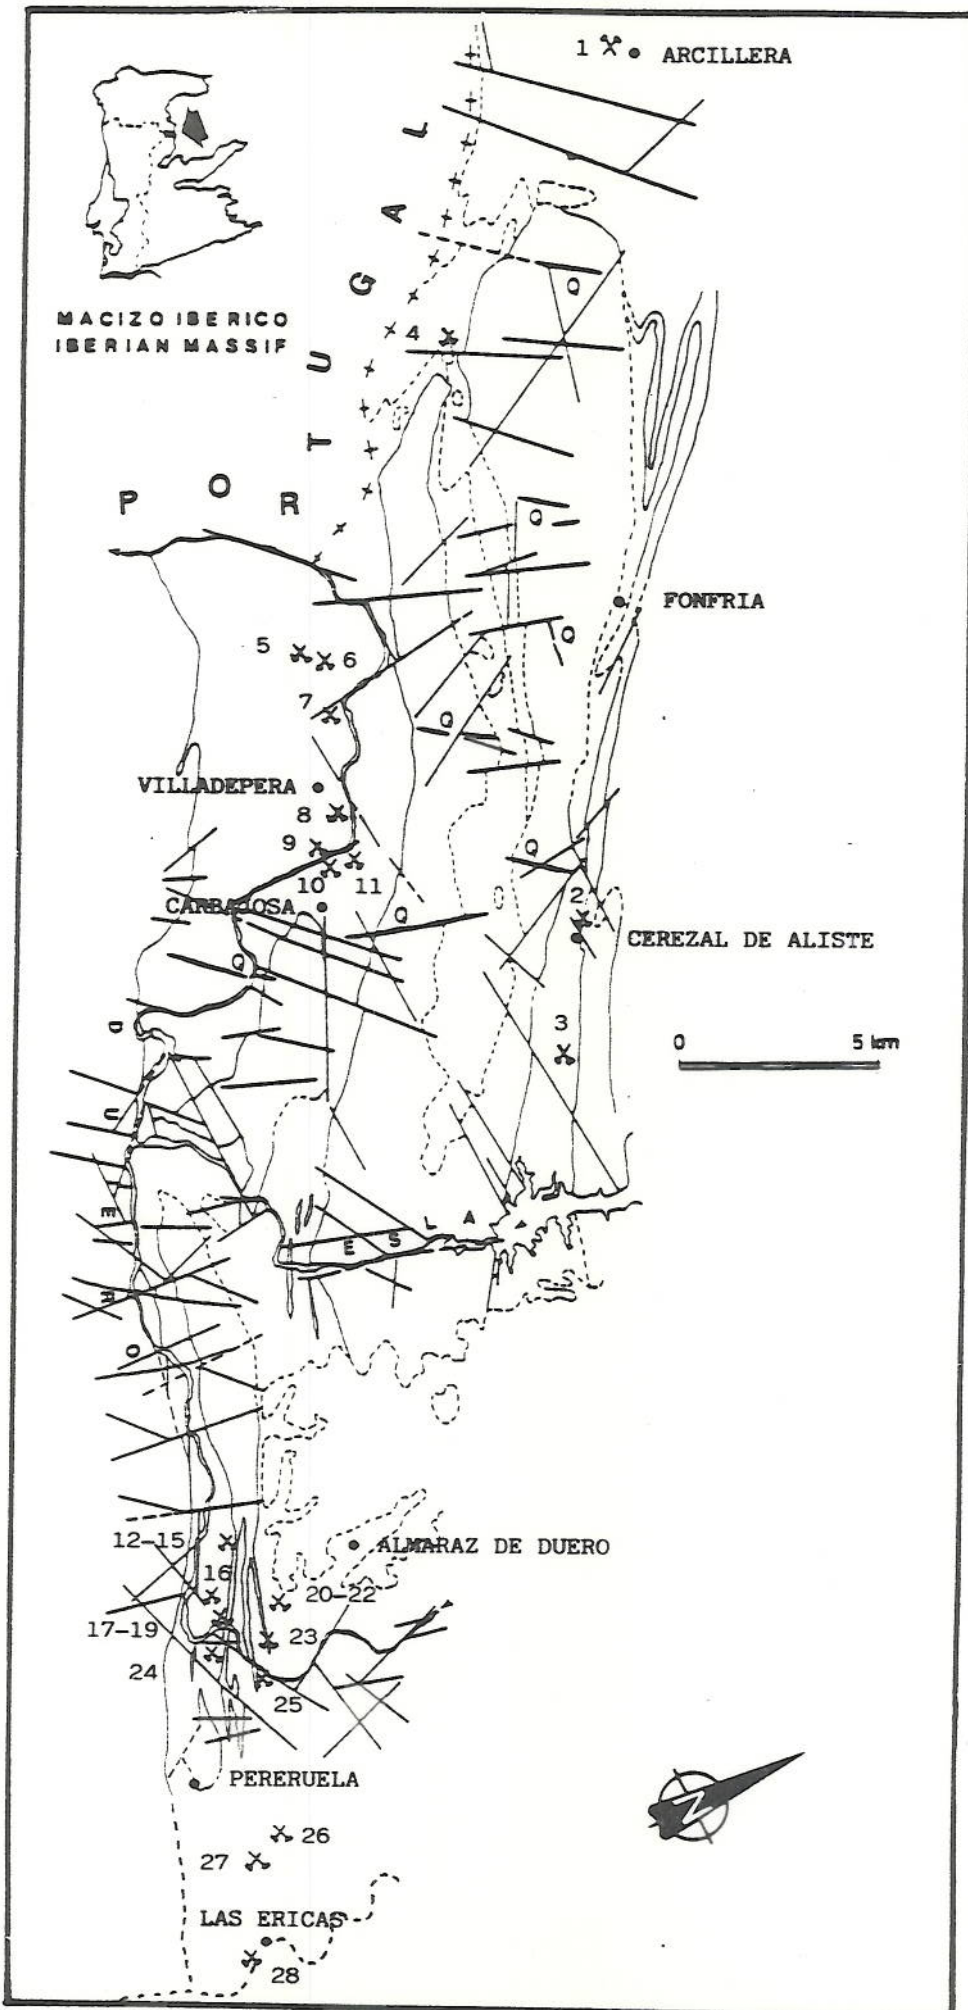 1 ARCILLERA
MACIZO IBERICO
IBERIAN MASSIF
PORTUGAL
Q
4
Q
FONFRIA
Q
5
6
7
Q
VILLADEPERA
8
9
10
11
Q
CARBAJOSA
2
Q
CEREZAL DE ALISTE
Q
3
0 5 km
DUERO
ESLA
12-15
ALMARAZ DE DUERO
16
20-22
17-19
23
24
25
PERERUELA
N
26
27
LAS ERICAS
28